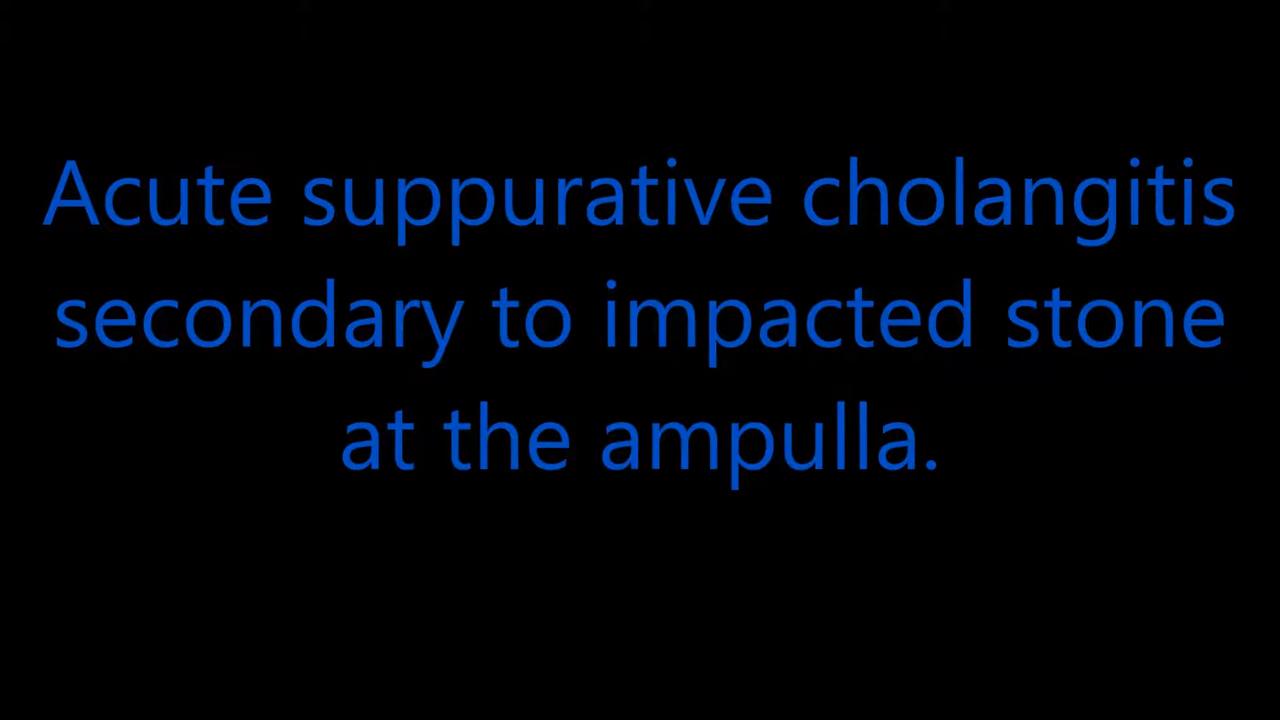 Acute suppurative cholangitis
secondary to impacted stone
at the ampulla.